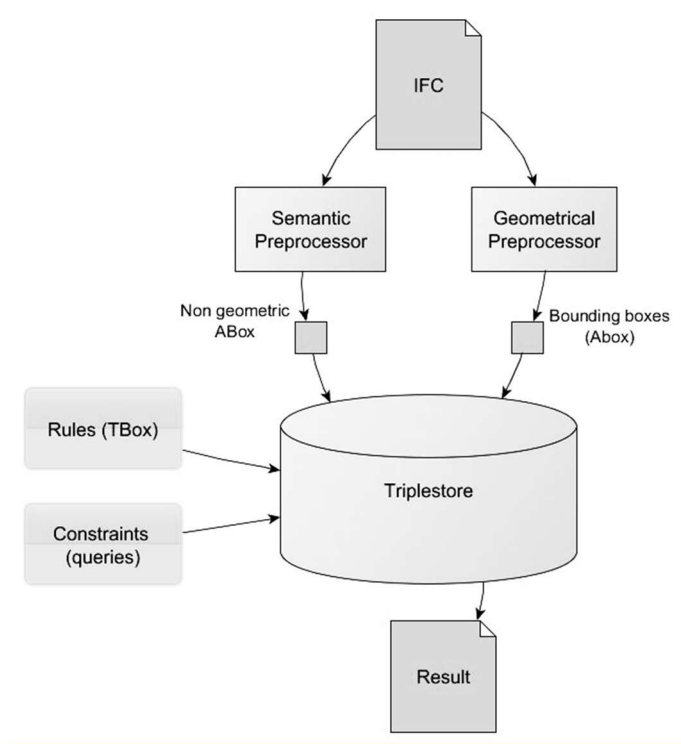 IFC
Semantic
Preprocessor
Geometrical
Preprocessor
Non geometric
ABox
Bounding boxes
(Abox)
Rules (TBox)
Triplestore
Constraints
(queries)
Result